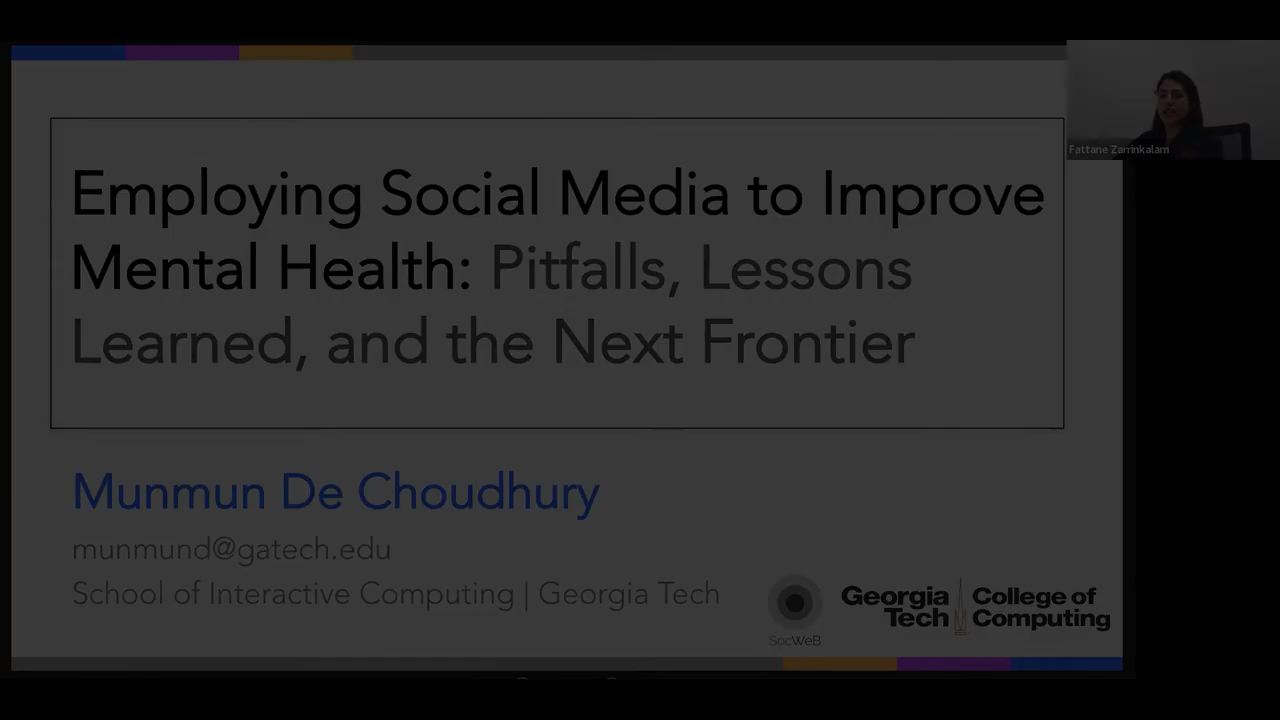 Employing Social Media to Improve
Mental Health: Pitfalls, Lessons
Learned, and the Next Frontier
Fattane Zarrinkalam
Munmun De Choudhury
munmund@gatech.edu
School of Interactive Computing | Georgia Tech
SocWeB
Georgia
Tech
College of
Computing